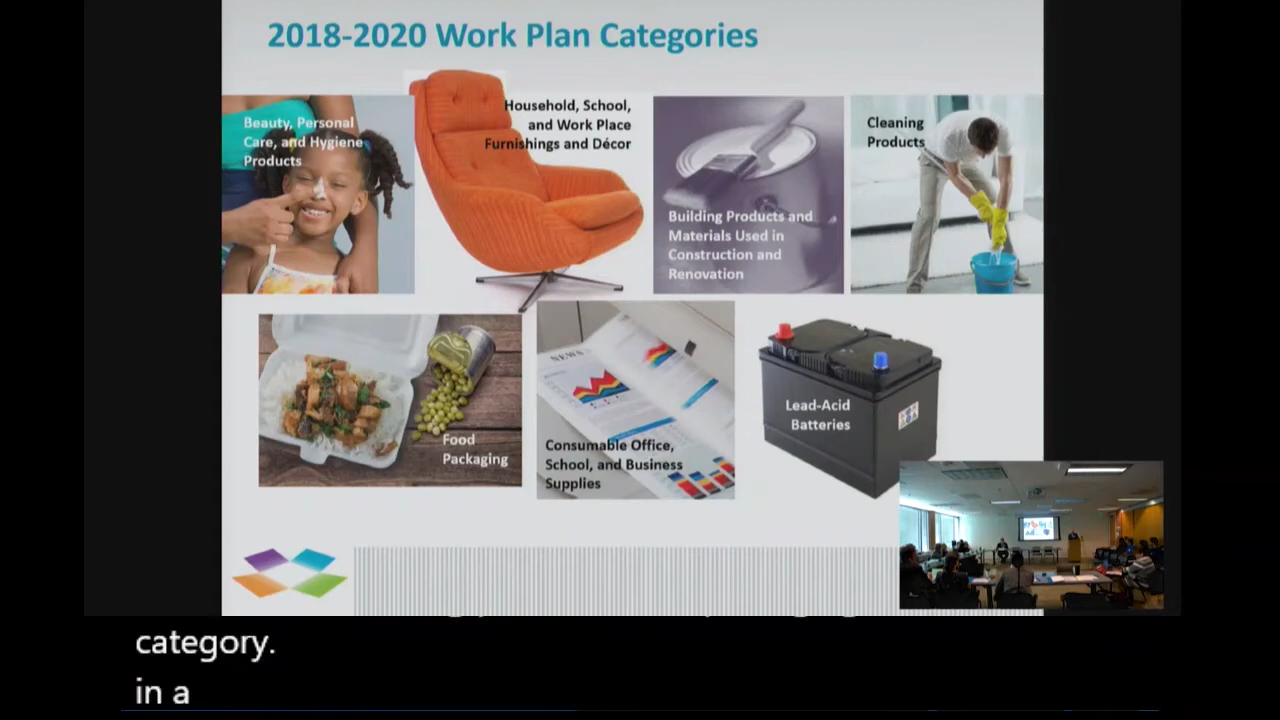 2018-2020 Work Plan Categories
Beauty, Personal
Care, and Hygiene
Products
Household, School,
and Work Place
Furnishings and Décor
Building Products and
Materials Used in
Construction and
Renovation
Cleaning
Products
Food
Packaging
NEWS
Consumable Office,
School, and Business
Supplies
Lead-Acid
Batteries
category.
in a